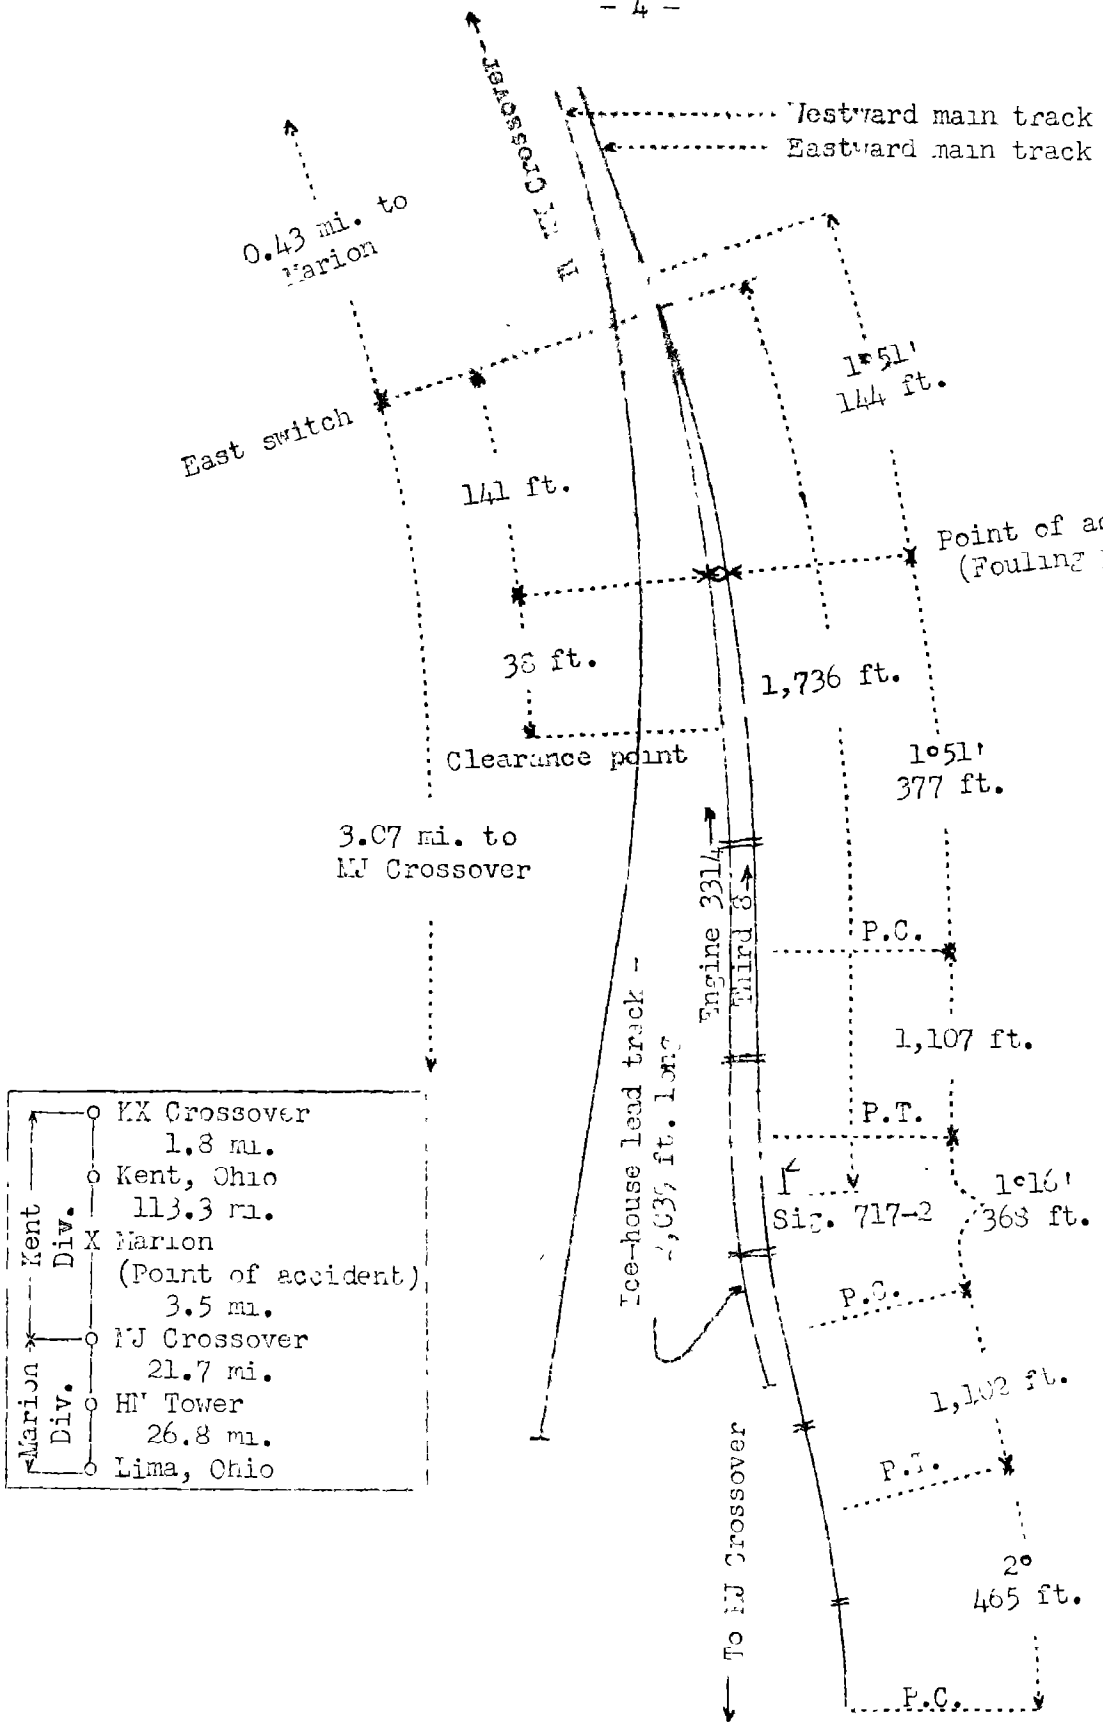 - 4 -
Westward main track
Eastward main track
Crossover
0.43 mi. to
Marion
1°51'
144 ft.
East switch
141 ft.
Point of
(Fouling
38 ft.
1,736 ft.
Clearance point
1°51'
377 ft.
3.07 mi. to
MJ Crossover
Engine 3314
Third 8
P.C.
1,107 ft.
Ice-house lead track -
ft. long
P.T.
1°16'
368 ft.
Sig. 717-2
P.C.
1,102 ft.
P.T.
2°
465 ft.
P.C.
To MJ Crossover
KX Crossover
1.8 mi.
Kent, Ohio
113.3 mi.
Marion
(Point of accident)
3.5 mi.
MJ Crossover
21.7 mi.
HN Tower
26.8 mi.
Lima, Ohio
Kent
Div.
Marion
Div.